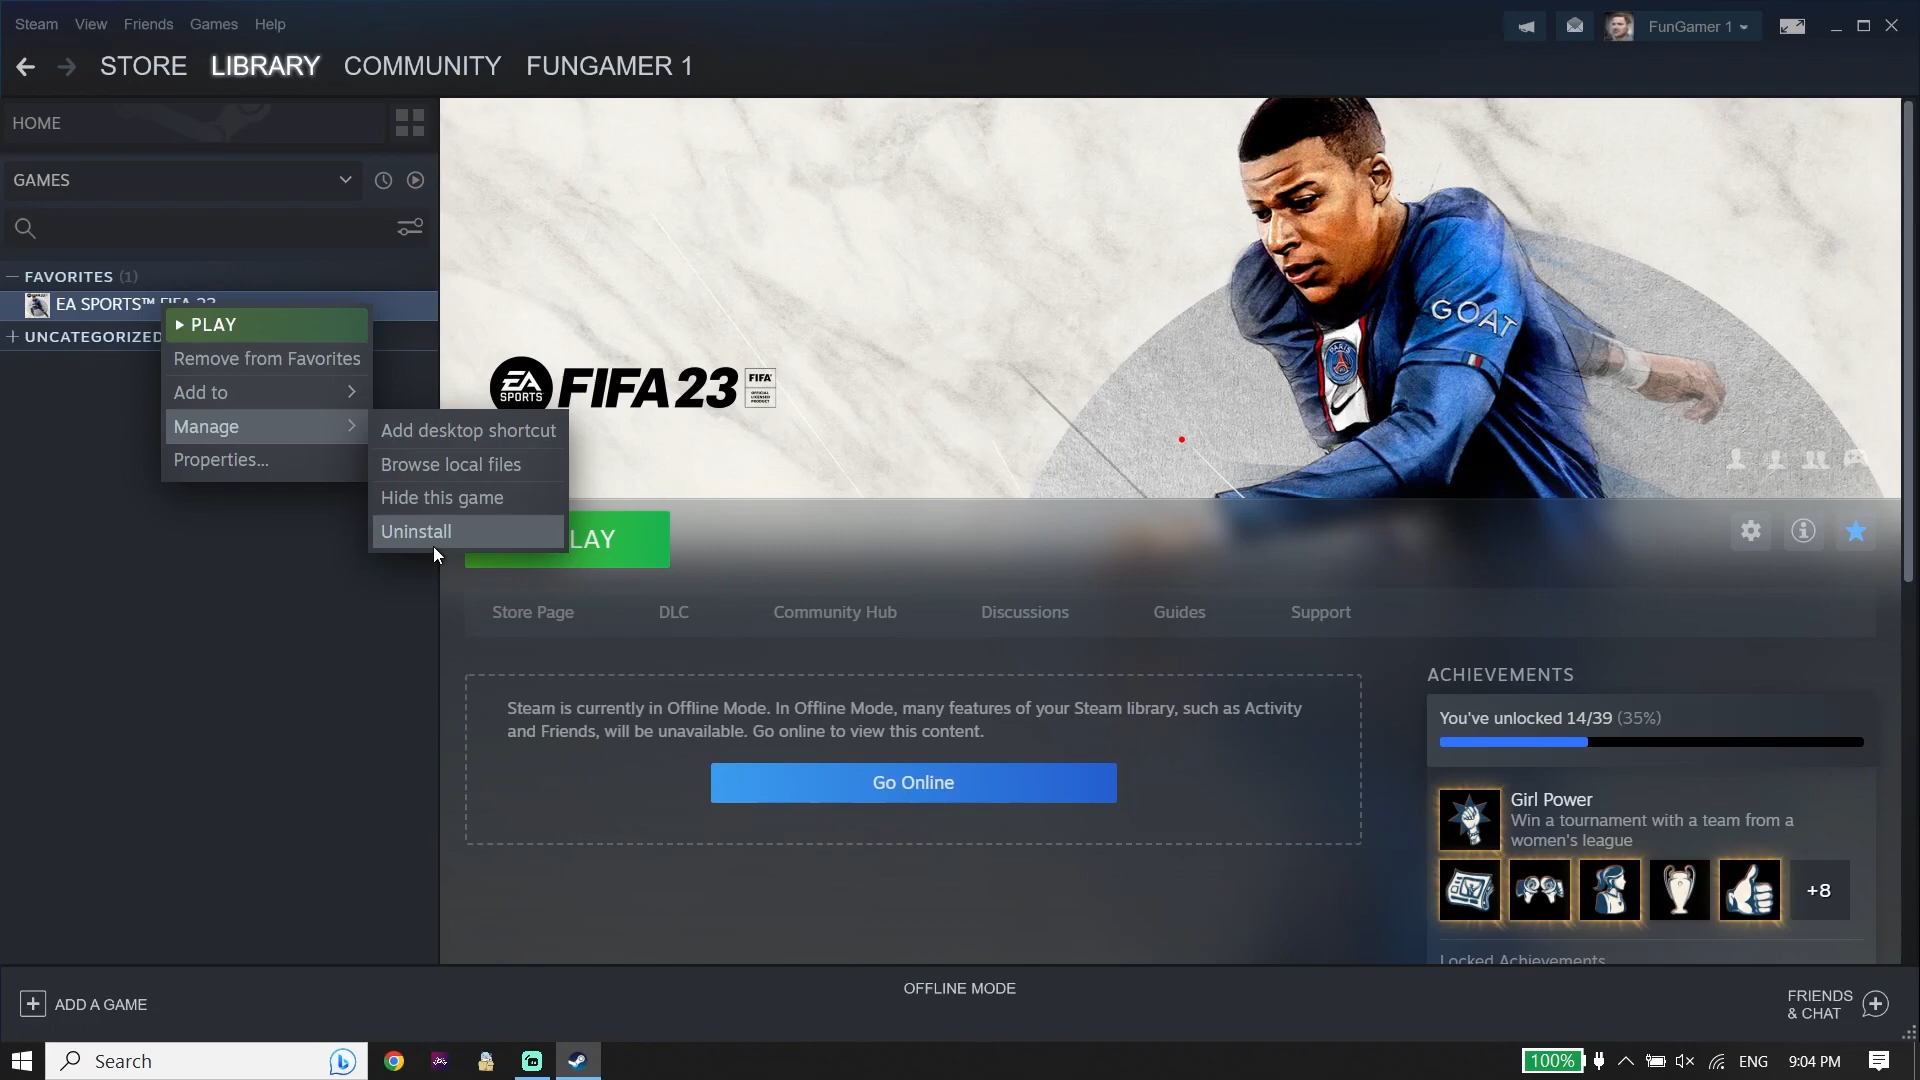 Steam View Friends Games Help
FunGamer 1
STORE LIBRARY COMMUNITY FUNGAMER 1
HOME
GAMES
FAVORITES (1)
EA SPORTS™ FIFA 23
UNCATEGORIZED
PLAY
Remove from Favorites
Add to
Manage
Properties...
Add desktop shortcut
Browse local files
Hide this game
Uninstall
EA SPORTS FIFA 23 FIFA
OFFICIAL LICENSED PRODUCT
GOAT
PARIS
LAY
Store Page DLC Community Hub Discussions Guides Support
Steam is currently in Offline Mode. In Offline Mode, many features of your Steam library, such as Activity
and Friends, will be unavailable. Go online to view this content.
Go Online
ACHIEVEMENTS
You've unlocked 14/39 (35%)
Girl Power
Win a tournament with a team from a
women's league
+8
Locked Achievements
ADD A GAME
OFFLINE MODE
FRIENDS
& CHAT
Search
100%
ENG
9:04 PM